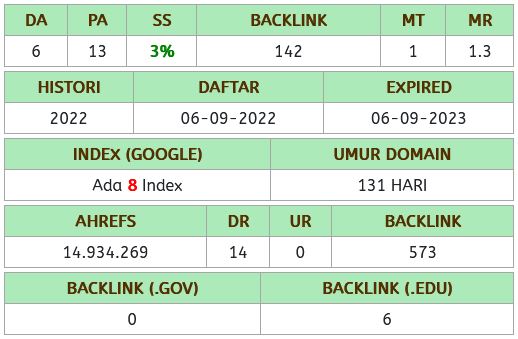 DA PA SS BACKLINK MT MR
6 13 3% 142 1 1.3
HISTORI DAFTAR EXPIRED
2022 06-09-2022 06-09-2023
INDEX (GOOGLE) UMUR DOMAIN
Ada 8 Index 131 HARI
AHREFS DR UR BACKLINK
14.934.269 14 0 573
BACKLINK (.GOV) BACKLINK (.EDU)
0 6